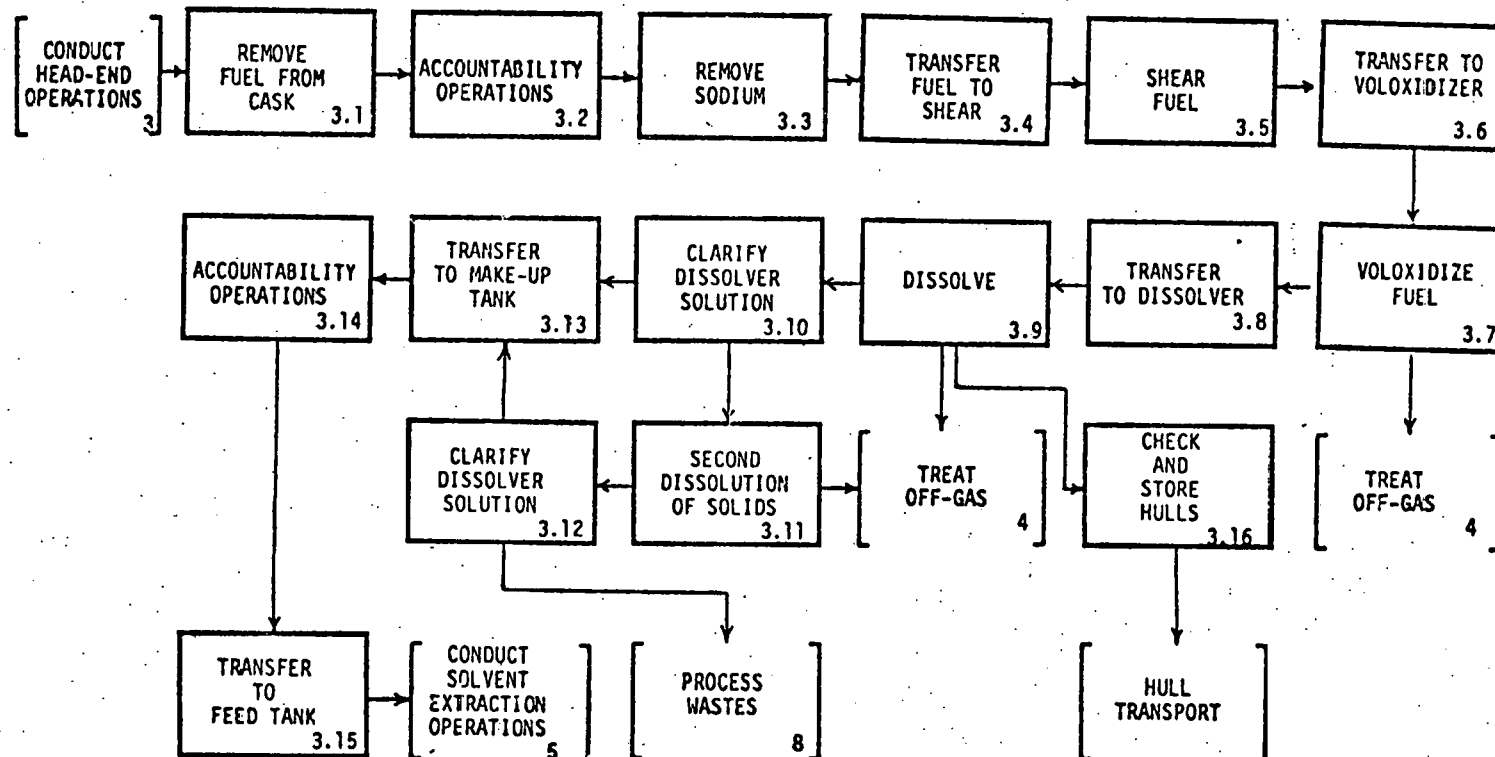 CONDUCT
HEAD-END
OPERATIONS
3
REMOVE
FUEL FROM
CASK
3.1
ACCOUNTABILITY
OPERATIONS
3.2
REMOVE
SODIUM
3.3
TRANSFER
FUEL TO
SHEAR
3.4
SHEAR
FUEL
3.5
TRANSFER TO
VOLOXIDIZER
3.6
ACCOUNTABILITY
OPERATIONS
3.14
TRANSFER
TO MAKE-UP
TANK
3.13
CLARIFY
DISSOLVER
SOLUTION
3.10
DISSOLVE
3.9
TRANSFER
TO DISSOLVER
3.8
VOLOXIDIZE
FUEL
3.7
CLARIFY
DISSOLVER
SOLUTION
3.12
SECOND
DISSOLUTION
OF SOLIDS
3.11
TREAT
OFF-GAS
4
CHECK
AND
STORE
HULLS
3.16
TREAT
OFF-GAS
4
TRANSFER
TO
FEED TANK
3.15
CONDUCT
SOLVENT
EXTRACTION
OPERATIONS
5
PROCESS
WASTES
8
HULL
TRANSPORT